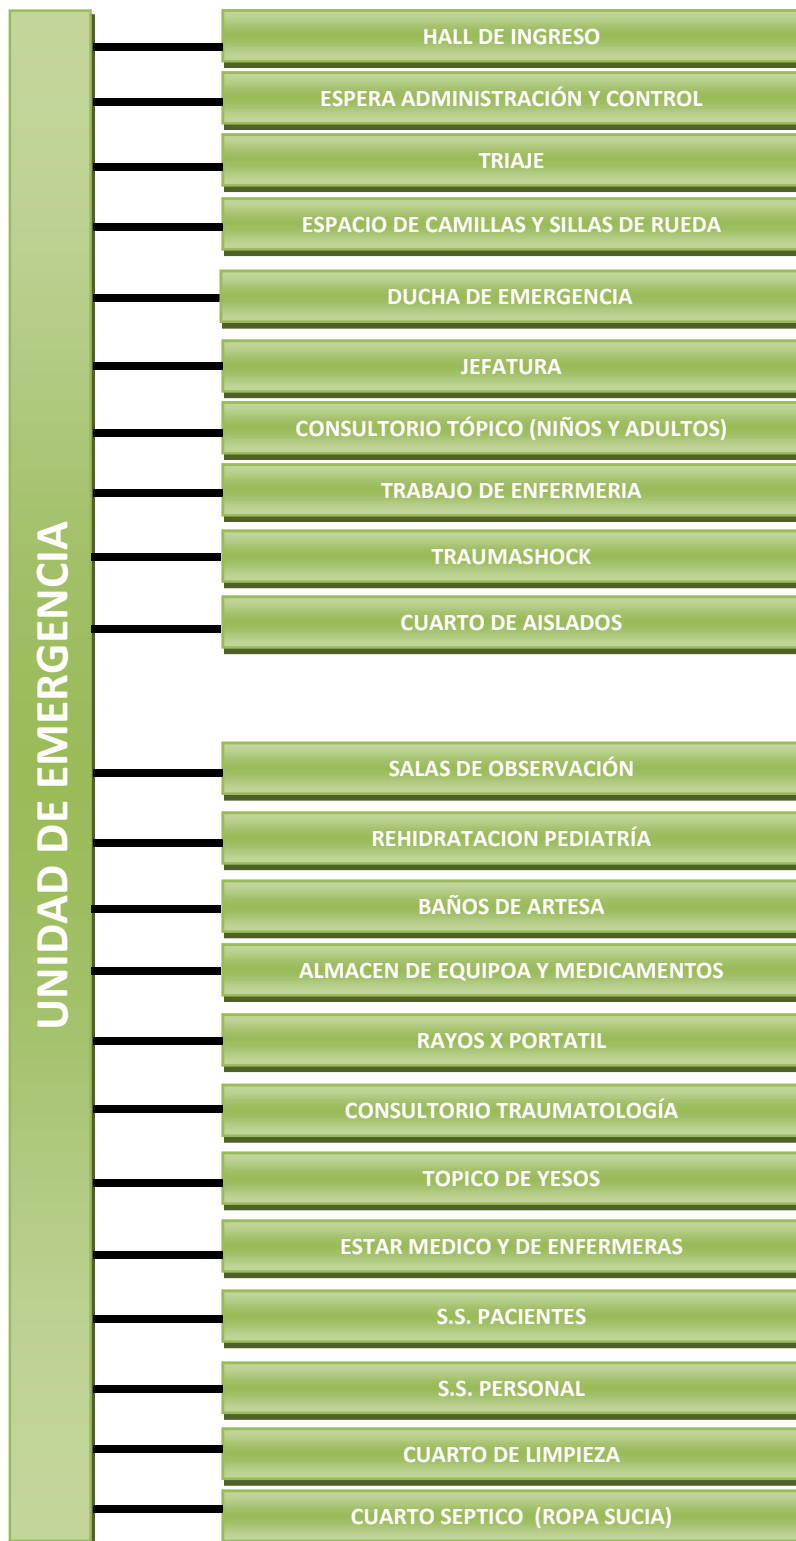 UNIDAD DE EMERGENCIA
HALL DE INGRESO
ESPERA ADMINISTRACIÓN Y CONTROL
TRIAJE
ESPACIO DE CAMILLAS Y SILLAS DE RUEDA
DUCHA DE EMERGENCIA
JEFATURA
CONSULTORIO TÓPICO (NIÑOS Y ADULTOS)
TRABAJO DE ENFERMERIA
TRAUMASHOCK
CUARTO DE AISLADOS
SALAS DE OBSERVACIÓN
REHIDRATACION PEDIATRÍA
BAÑOS DE ARTESA
ALMACEN DE EQUIPOA Y MEDICAMENTOS
RAYOS X PORTATIL
CONSULTORIO TRAUMATOLOGÍA
TOPICO DE YESOS
ESTAR MEDICO Y DE ENFERMERAS
S.S. PACIENTES
S.S. PERSONAL
CUARTO DE LIMPIEZA
CUARTO SEPTICO (ROPA SUCIA)